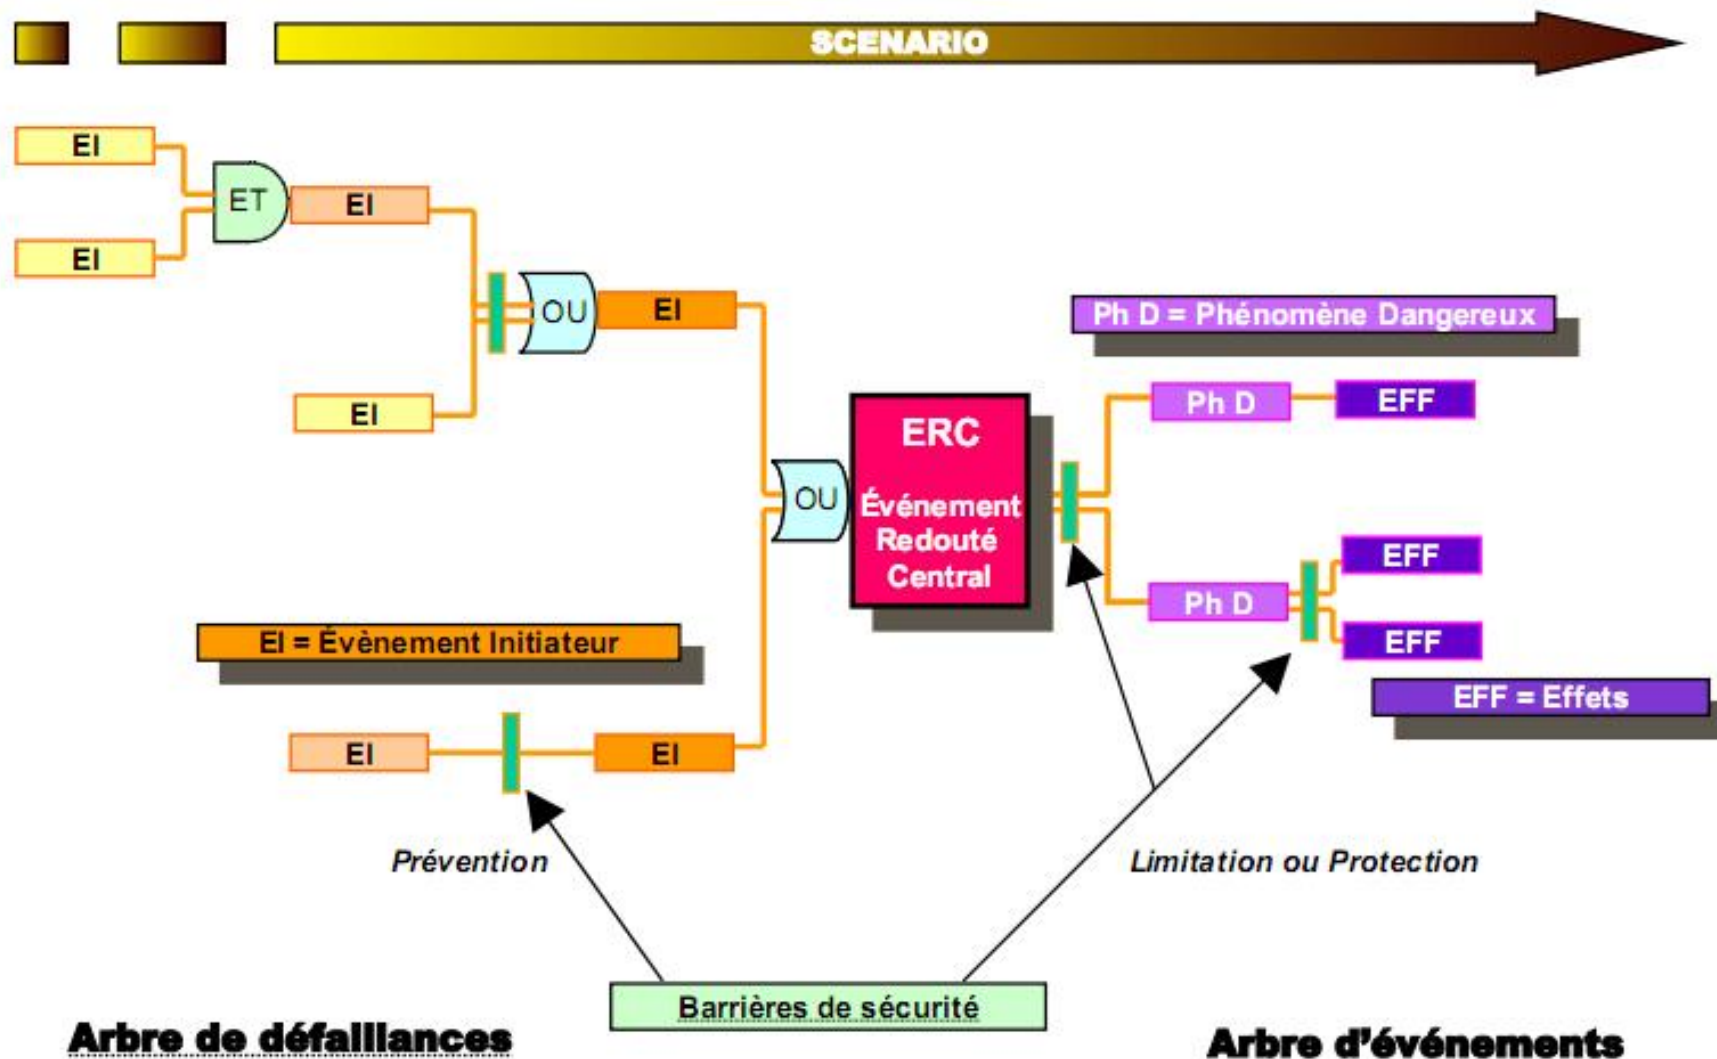 SCENARIO
EI
ET
EI
EI
OU
EI
EI
Ph D = Phénomène Dangereux
Ph D
EFF
ERC
Événement
Redouté
Central
OU
EFF
Ph D
EFF
EI = Évènement Initiateur
EFF = Effets
EI
EI
Prévention
Limitation ou Protection
Barrières de sécurité
Arbre de défaillances
Arbre d'événements